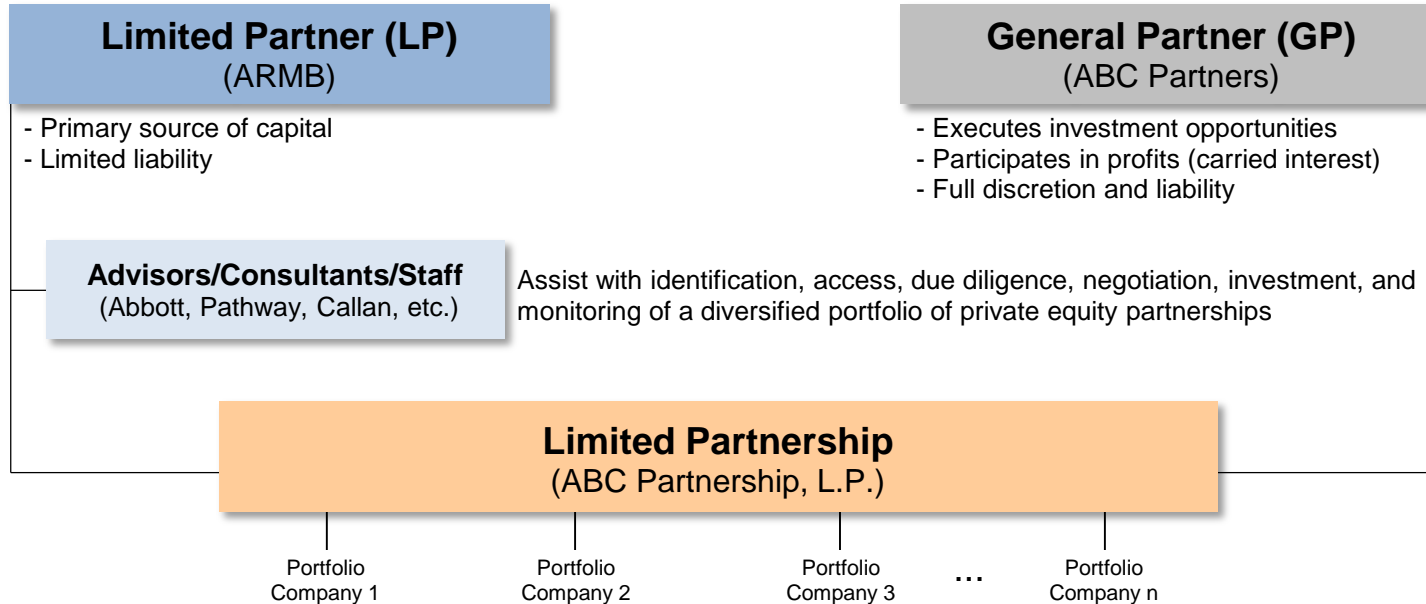 Limited Partner (LP)
(ARMB)
General Partner (GP)
(ABC Partners)
- Primary source of capital
- Limited liability
- Executes investment opportunities
- Participates in profits (carried interest)
- Full discretion and liability
Advisors/Consultants/Staff
(Abbott, Pathway, Callan, etc.)
Assist with identification, access, due diligence, negotiation, investment, and
monitoring of a diversified portfolio of private equity partnerships
Limited Partnership
(ABC Partnership, L.P.)
Portfolio
Company 1
Portfolio
Company 2
Portfolio
Company 3
...
Portfolio
Company n